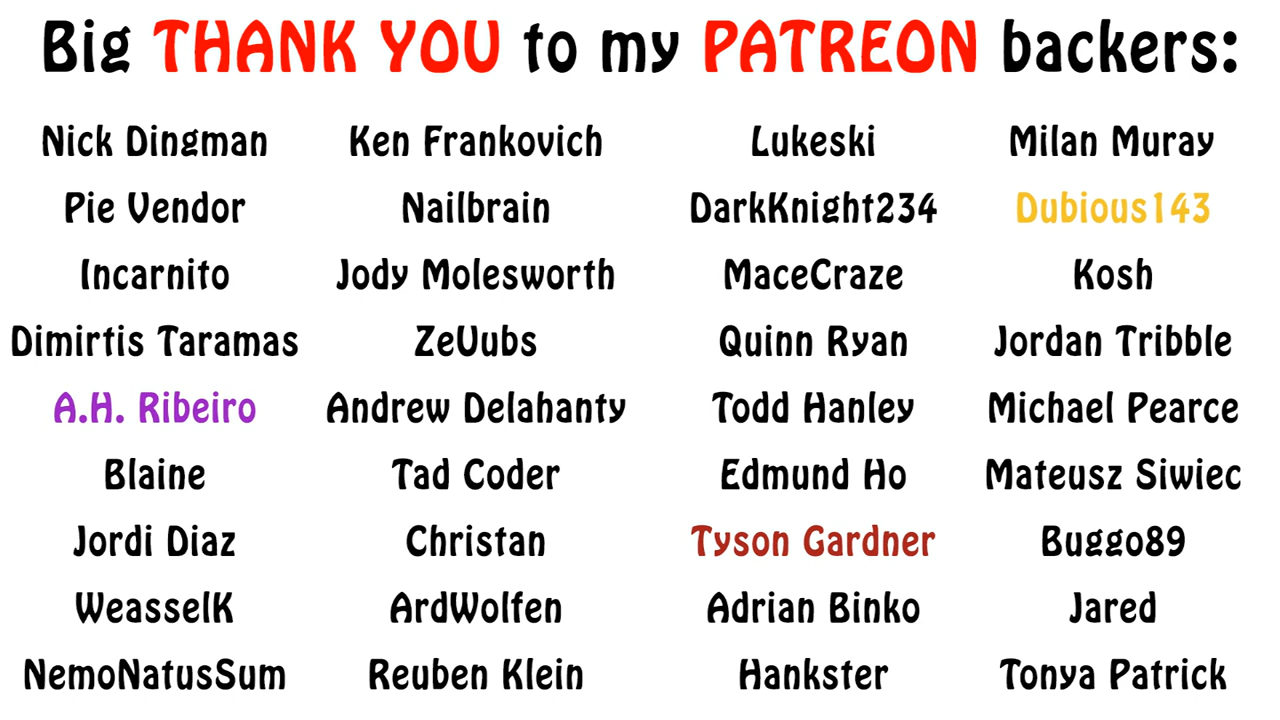 Big THANK YOU to my PATREON backers:
Nick Dingman Ken Frankovich Lukeski Milan Muray
Pie Vendor Nailbrain DarkKnight234 Dubious143
Incarnito Jody Molesworth MaceCraze Kosh
Dimirtis Taramas ZeVubs Quinn Ryan Jordan Tribble
A.H. Ribeiro Andrew Delahanty Todd Hanley Michael Pearce
Blaine Tad Coder Edmund Ho Mateusz Siwiec
Jordi Diaz Christan Tyson Gardner Buggo89
WeasselK ArdWolfen Adrian Binko Jared
NemoNatusSum Reuben Klein Hankster Tonya Patrick